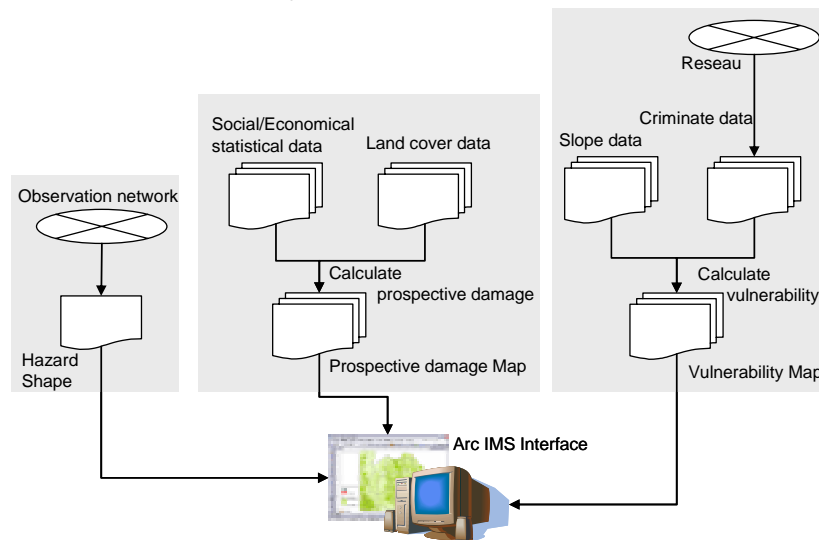 Observation network
Hazard
Shape
Social/Economical
statistical data
Land cover data
Calculate
prospective damage
Prospective damage Map
Reseau
Criminate data
Slope data
Calculate
vulnerability
Vulnerability Map
Arc IMS Interface